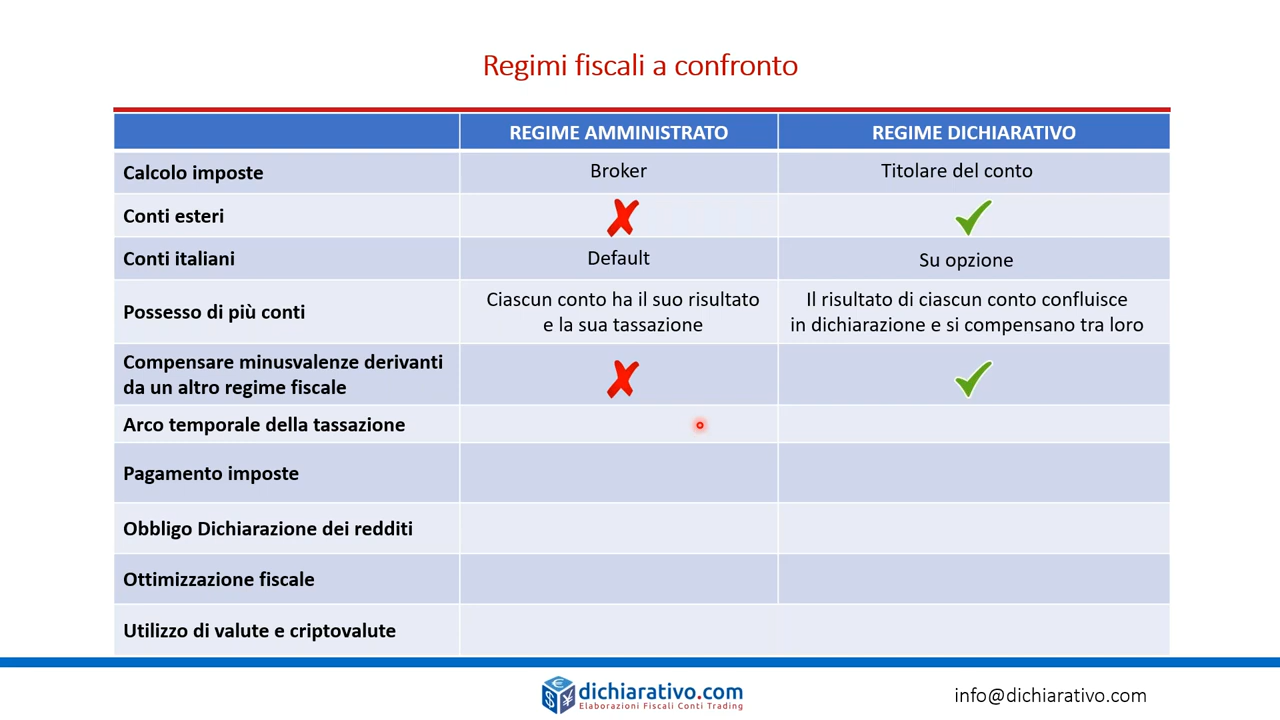 Regimi fiscali a confronto
REGIME AMMINISTRATO
REGIME DICHIARATIVO
Calcolo imposte
Broker
Titolare del conto
Conti esteri
Conti italiani
Default
Su opzione
Possesso di più conti
Ciascun conto ha il suo risultato
e la sua tassazione
Il risultato di ciascun conto confluisce
in dichiarazione e si compensano tra loro
Compensare minusvalenze derivanti
da un altro regime fiscale
Arco temporale della tassazione
Pagamento imposte
Obbligo Dichiarazione dei redditi
Ottimizzazione fiscale
Utilizzo di valute e criptovalute
dichiarativo.com
Elaborazioni Fiscali Conti Trading
info@dichiarativo.com